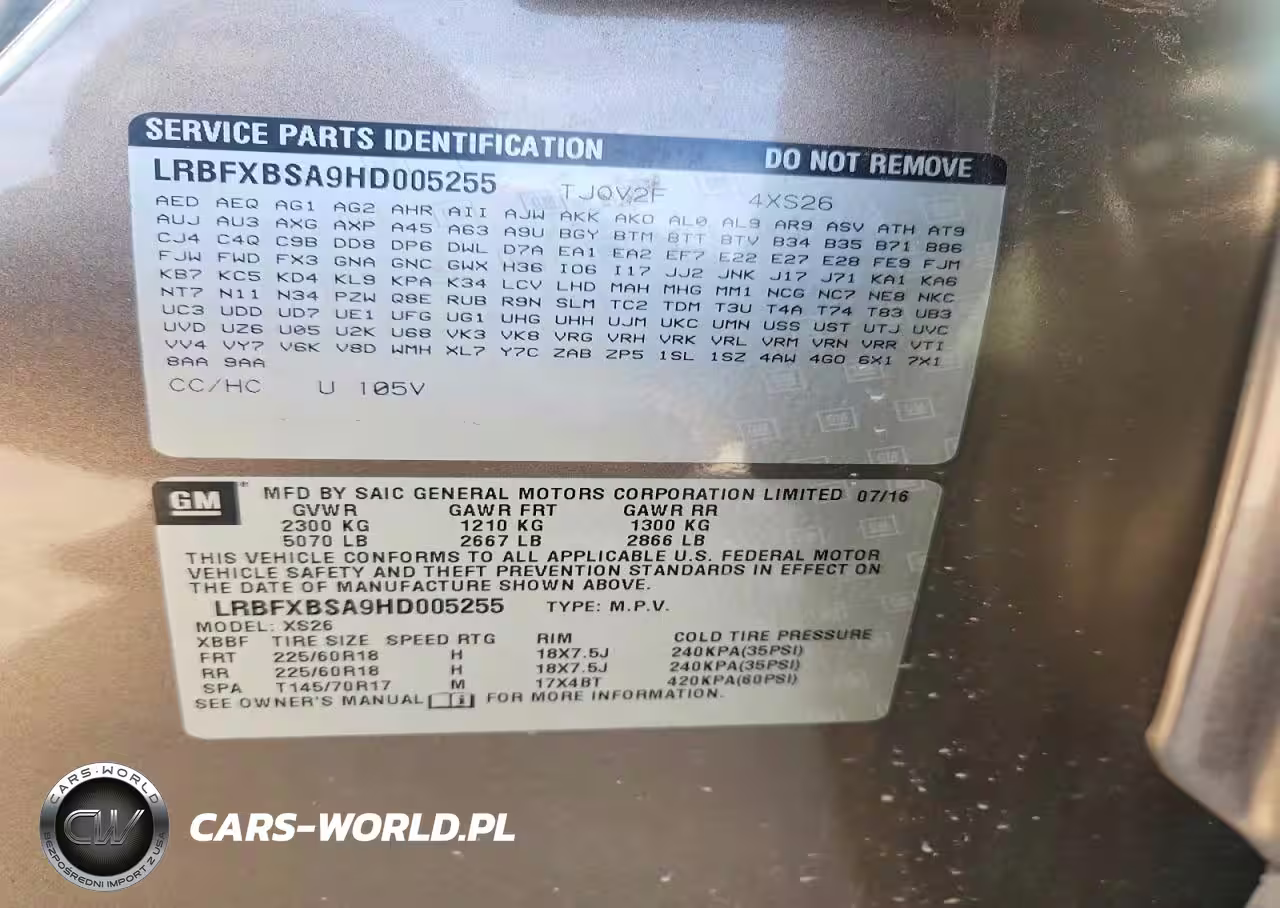 SERVICE PARTS IDENTIFICATION DO NOT REMOVE
LRBFXBSA9HD005255 TJQV2F 4XS26
AED AEQ AG1 AG2 AHR AII AJW AKK AKO AL0 AL9 AR9 ASV ATH AT9
AUJ AU3 AXG AXP A45 A63 A9U BGY BTM BTT BTV B34 B35 B71 B86
CJ4 C4Q C9B DD8 DP6 DWL D7A EA1 EA2 EF7 E22 E27 E28 FE9 FJM
FJW FWD FX3 GNA GNC GWX H36 I06 I17 JJ2 JNK J17 J71 KA1 KA6
KB7 KC5 KD4 KL9 KPA K34 LCV LHD MAH MHG MM1 NCG NC7 NE8 NKC
NT7 N11 N34 PZW Q8E RUB R9N SLM TC2 TDM T3U T4A T74 T83 UB3
UC3 UDD UD7 UE1 UFG UG1 UHG UHH UJM UKC UMN USS UST UTJ UVC
UVD UZ6 U05 U2K U68 VK3 VK8 VRG VRH VRK VRL VRM VRN VRR VTI
VV4 VY7 V6K V8D WMH XL7 Y7C ZAB ZP5 1SL 1SZ 4AW 4GO 6X1 7X1
8AA 9AA
CC/HC U 105V
GM MFD BY SAIC GENERAL MOTORS CORPORATION LIMITED 07/16
GVWR GAWR FRT GAWR RR
2300 KG 1210 KG 1300 KG
5070 LB 2667 LB 2866 LB
THIS VEHICLE CONFORMS TO ALL APPLICABLE U.S. FEDERAL MOTOR
VEHICLE SAFETY AND THEFT PREVENTION STANDARDS IN EFFECT ON
THE DATE OF MANUFACTURE SHOWN ABOVE.
LRBFXBSA9HD005255 TYPE: M.P.V.
MODEL: XS26
XBBF TIRE SIZE SPEED RTG RIM COLD TIRE PRESSURE
FRT 225/60R18 H 18X7.5J 240KPA(35PSI)
RR 225/60R18 H 18X7.5J 240KPA(35PSI)
SPA T145/70R17 M 17X4BT 420KPA(60PSI)
SEE OWNER'S MANUAL FOR MORE INFORMATION.
CARS-WORLD
CW
BEZPOŚREDNI IMPORT Z USA
CARS-WORLD.PL